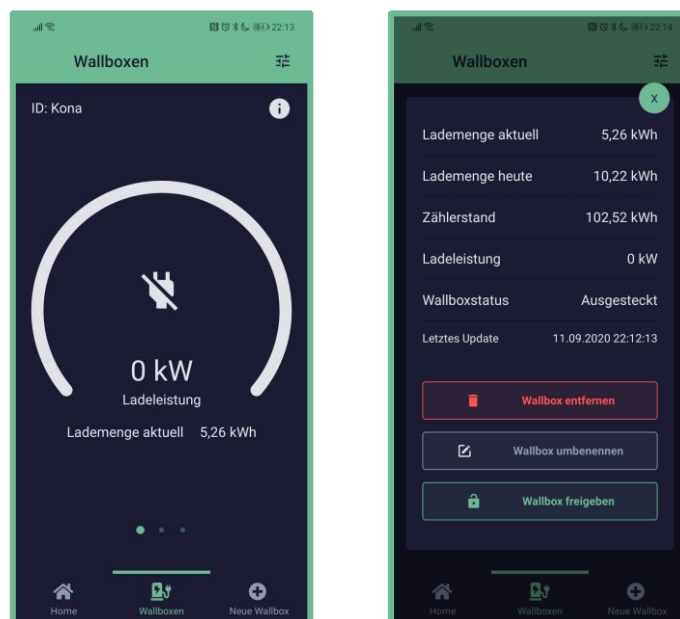 22:13
Wallboxen
ID: Kona
0 kW
Ladeleistung
Lademenge aktuell 5,26 kWh
Home Wallboxen Neue Wallbox
22:14
Wallboxen
X
Lademenge aktuell 5,26 kWh
Lademenge heute 10,22 kWh
Zählerstand 102,52 kWh
Ladeleistung 0 kW
Wallboxstatus Ausgesteckt
Letztes Update 11.09.2020 22:12:13
Wallbox entfernen
Wallbox umbenennen
Wallbox freigeben
Home Wallboxen Neue Wallbox